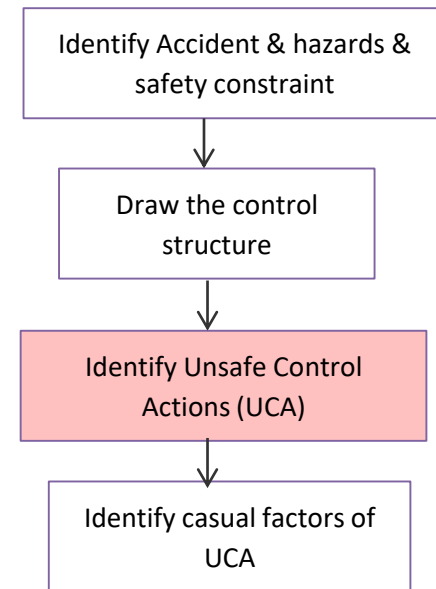 Identify Accident & hazards &
safety constraint
Draw the control
structure
Identify Unsafe Control
Actions (UCA)
Identify casual factors of
UCA